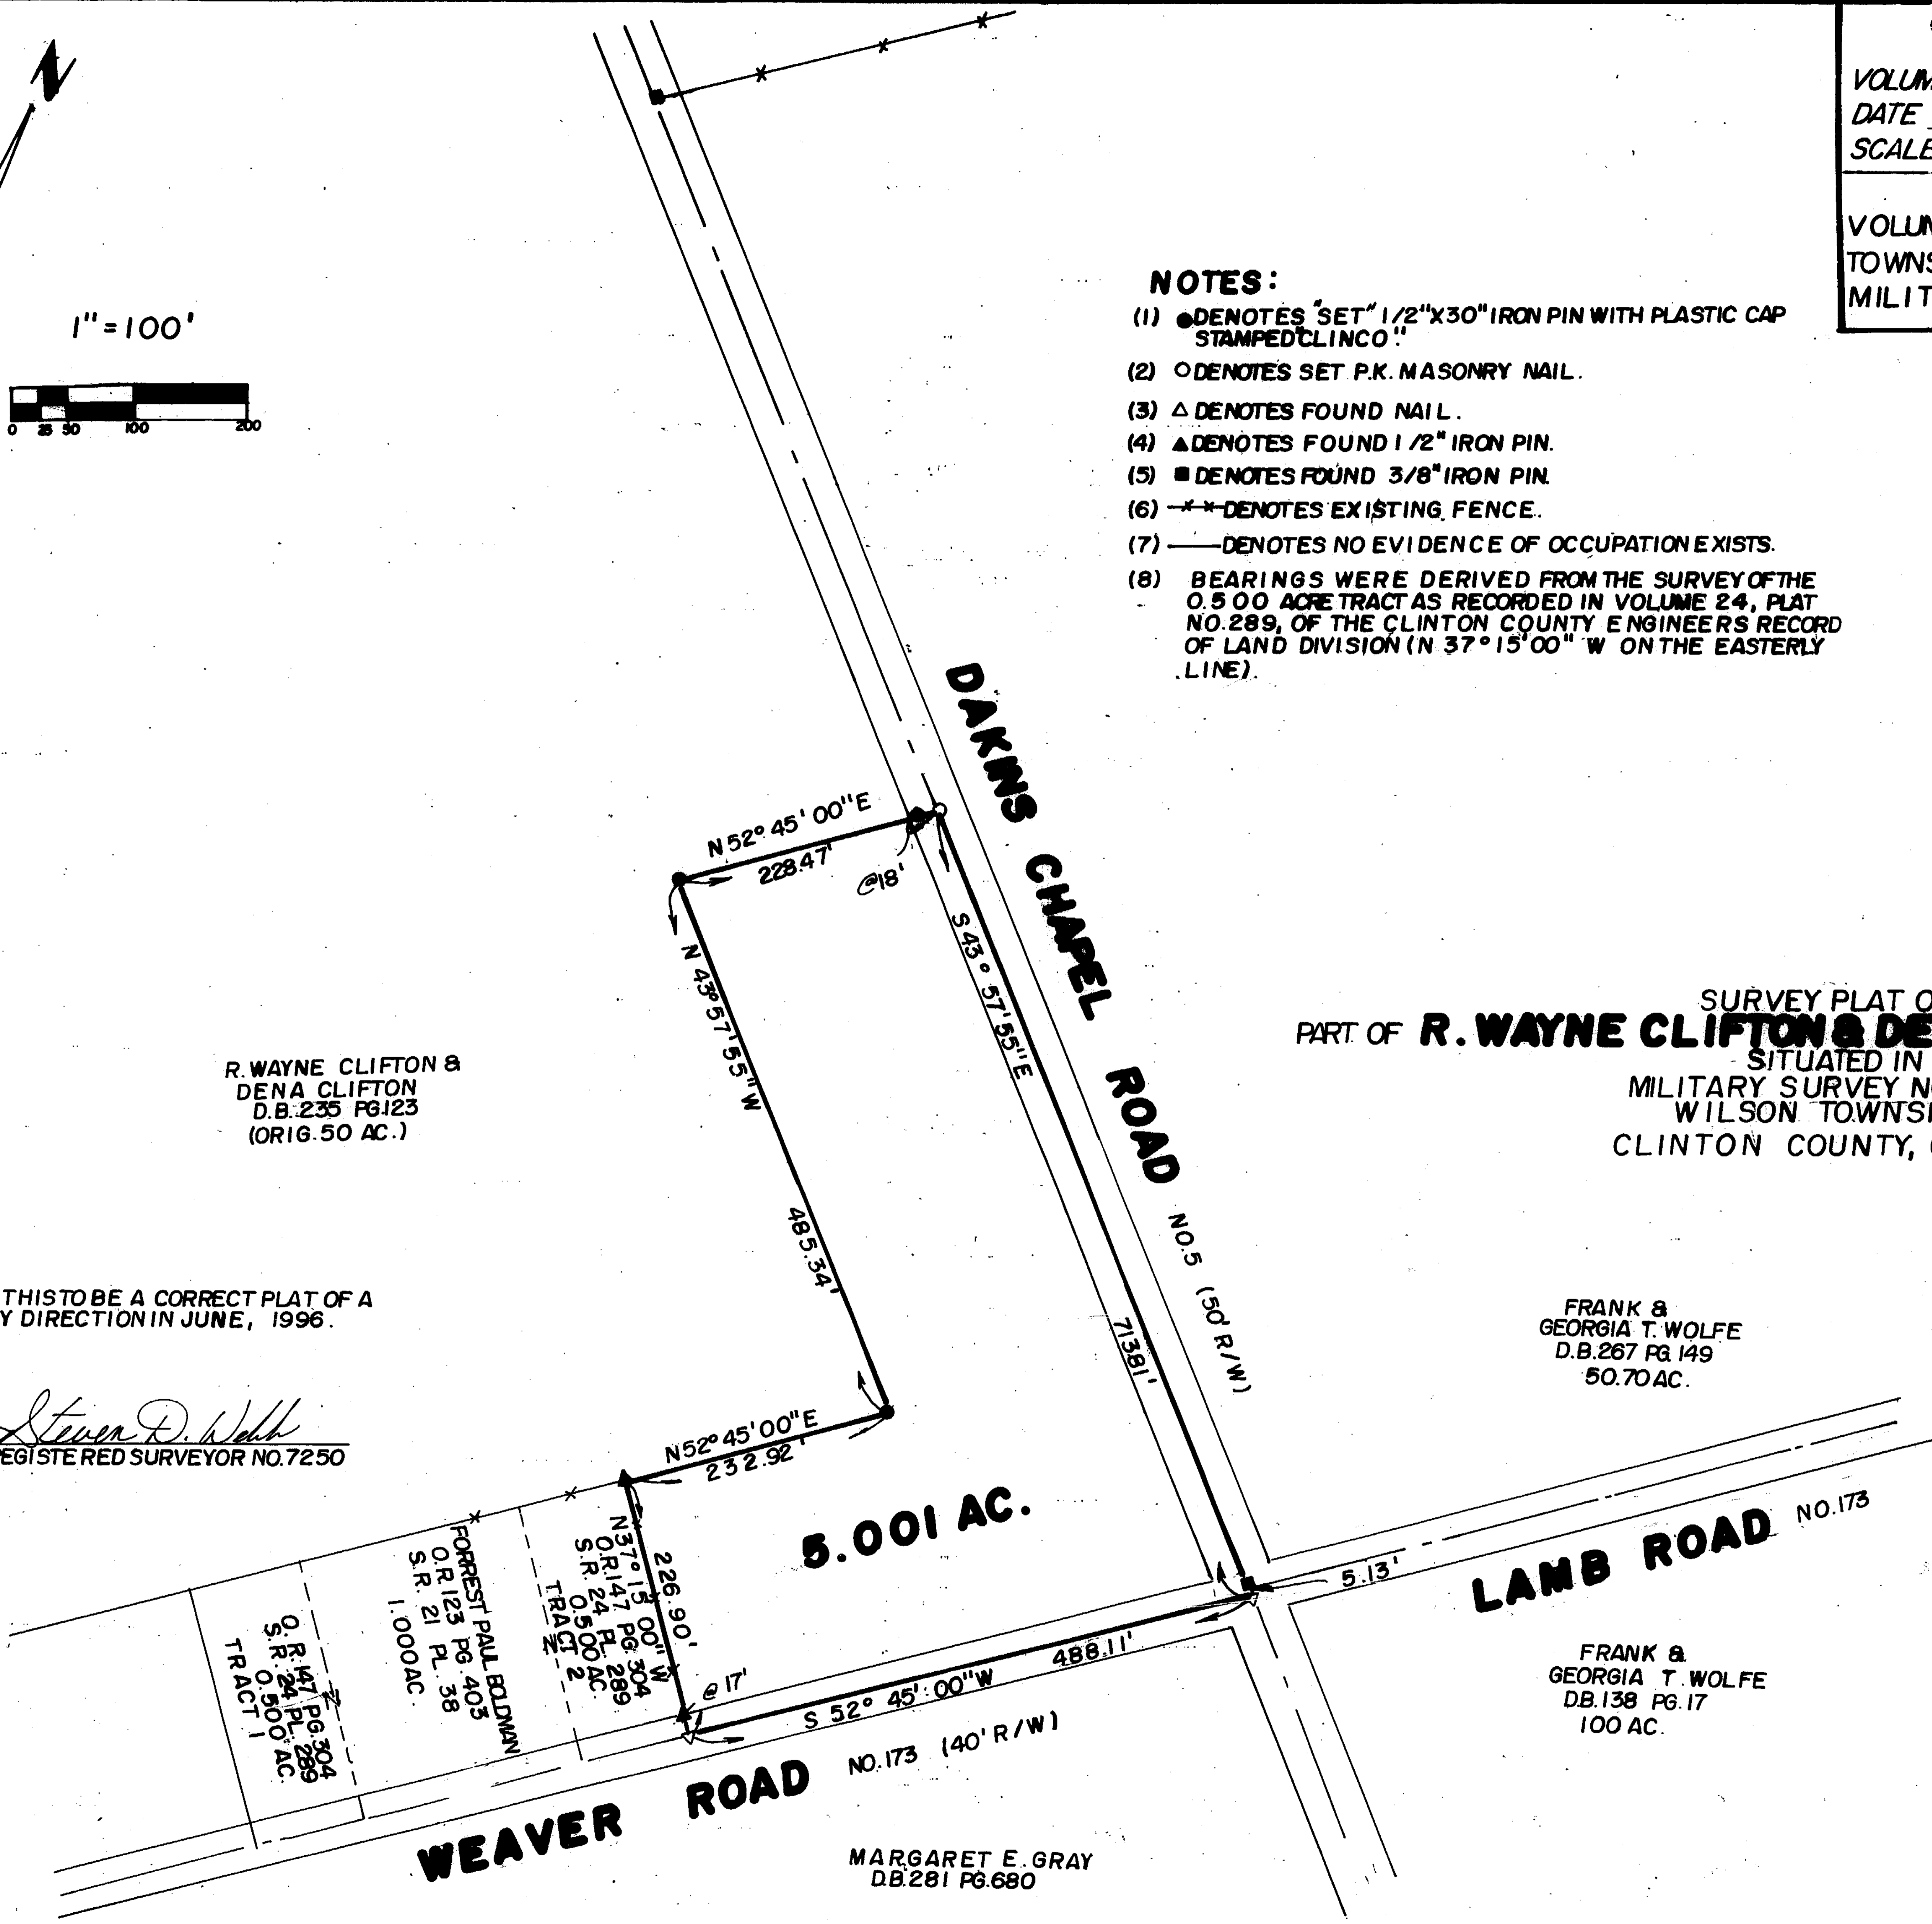 N
1"=100'
0 25 50 100 200
DATE
SCALE
NOTES:
(1) ●DENOTES "SET" 1/2"X30" IRON PIN WITH PLASTIC CAP
STAMPED "CLINCO".
(2) ○DENOTES SET P.K. MASONRY NAIL.
(3) △ DENOTES FOUND NAIL.
(4) ▲DENOTES FOUND 1/2" IRON PIN.
(5) ■ DENOTES FOUND 3/8" IRON PIN.
(6) —x—x—DENOTES EXISTING FENCE.
(7) ——DENOTES NO EVIDENCE OF OCCUPATION EXISTS.
(8) BEARINGS WERE DERIVED FROM THE SURVEY OF THE
0.500 ACRE TRACT AS RECORDED IN VOLUME 24, PLAT
NO.289, OF THE CLINTON COUNTY ENGINEERS RECORD
OF LAND DIVISION (N 37°15'00" W ON THE EASTERLY
LINE).
DAKINS CHAPEL ROAD NO.5 (50' R/W)
N 52° 45' 00" E
228.47'
@18'
S 43° 57' 55" E
713.81'
N 43° 57' 55" W
485.34'
N 52° 45' 00" E
232.92'
SURVEY PLAT
PART OF R. WAYNE CLIFTON &
SITUATED IN
MILITARY SURVEY
WILSON
CLINTON COUNTY,
R. WAYNE CLIFTON &
DENA CLIFTON
D.B. 235 PG.123
(ORIG. 50 AC.)
THIS TO BE A CORRECT PLAT OF A
DIRECTION IN JUNE, 1996.
Steven D. Webb
SURVEYOR NO. 7250
FRANK &
GEORGIA T. WOLFE
D.B.267 PG. 149
50.70 AC.
5.001 AC.
226.90'
N 37° 15' 00" W
O.R.147 PG. 304
S.R. 24 PL. 289
0.500 AC.
TRACT 2
FORREST PAUL BOLDMAN
O.R. 123 PG. 403
S.R. 21 PL. 38
1.000 AC.
O.R. 147 PG. 304
S.R. 24 PL. 289
0.500 AC.
TRACT 1
@ 17'
S 52° 45' 00" W 488.11'
5.13'
LAMB ROAD NO.173
WEAVER ROAD NO.173 (40' R/W)
FRANK &
GEORGIA T. WOLFE
D.B. 138 PG. 17
100 AC.
MARGARET E. GRAY
D.B.281 PG.680